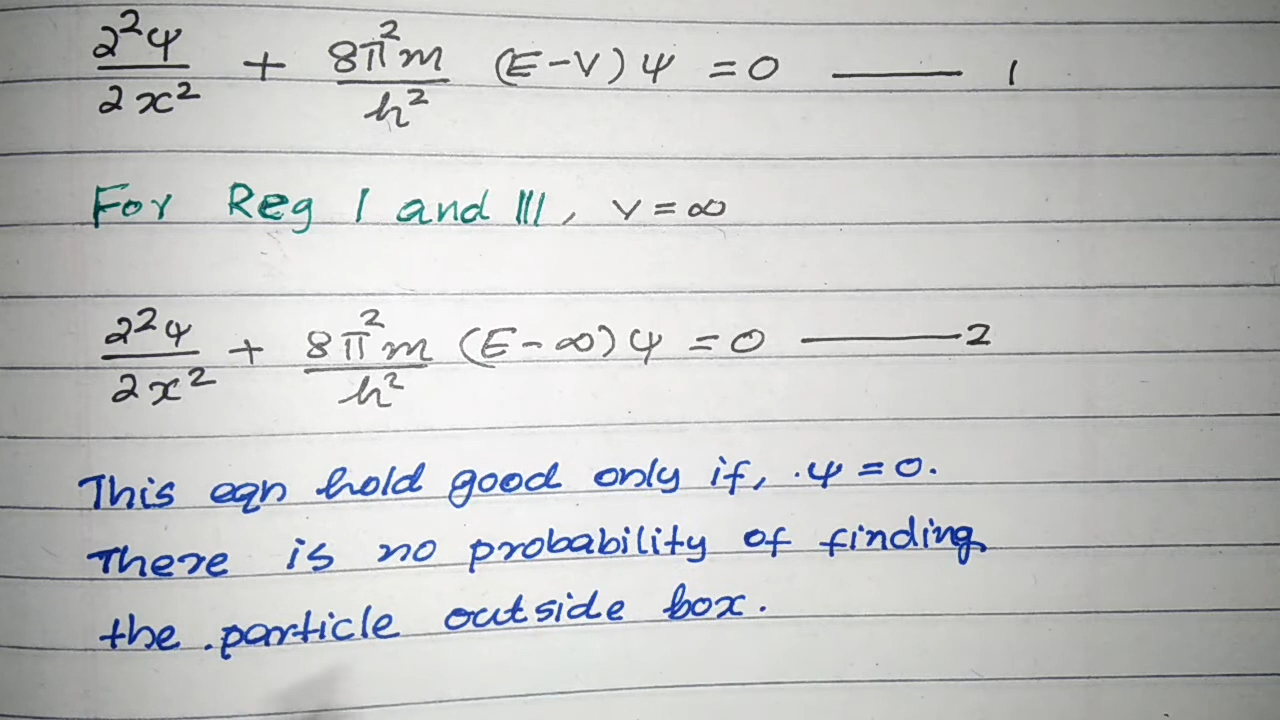 ∂²ψ/∂x² + 8π²m/h² (E-V)ψ = 0 —— 1
For Reg I and III, V = ∞
∂²ψ/∂x² + 8π²m/h² (E-∞)ψ = 0 —— 2
This eqn hold good only if, ψ = 0.
There is no probability of finding
the particle outside box.